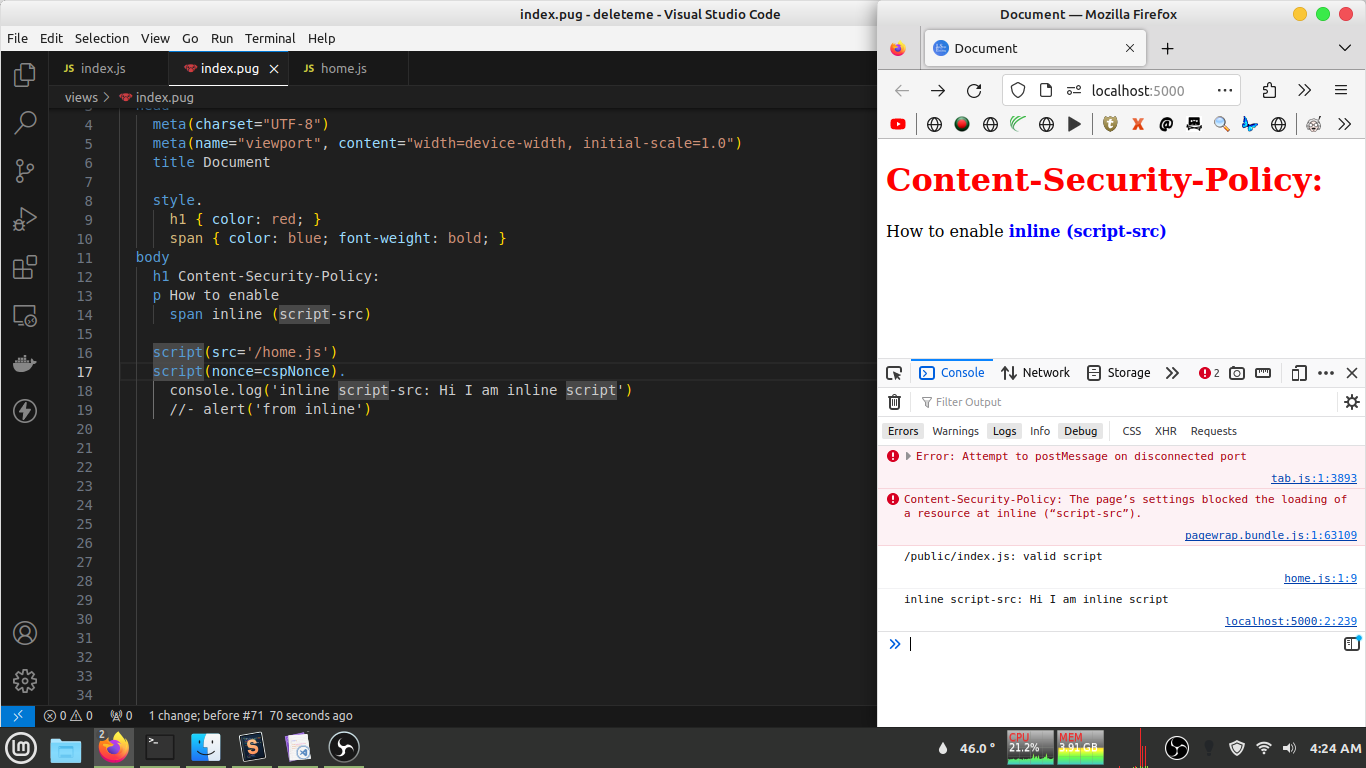 index.pug - deleteme - Visual Studio Code
File Edit Selection View Go Run Terminal Help
JS index.js
index.pug
JS home.js
views > index.pug
4 meta(charset="UTF-8")
5 meta(name="viewport", content="width=device-width, initial-scale=1.0")
6 title Document
7
8 style.
9 h1 { color: red; }
10 span { color: blue; font-weight: bold; }
11 body
12 h1 Content-Security-Policy:
13 p How to enable
14 span inline (script-src)
15
16 script(src='/home.js')
17 script(nonce=cspNonce).
18 console.log('inline script-src: Hi I am inline script')
19 //- alert('from inline')
20
21
22
23
24
25
26
27
28
29
30
31
32
33
34
0 0 0 1 change; before #71 70 seconds ago
Document — Mozilla Firefox
Document
localhost:5000
Content-Security-Policy:
How to enable inline (script-src)
Console Network Storage 2
Filter Output
Errors Warnings Logs Info Debug CSS XHR Requests
Error: Attempt to postMessage on disconnected port
tab.js:1:3893
Content-Security-Policy: The page’s settings blocked the loading of
a resource at inline (“script-src”).
pagewrap.bundle.js:1:63109
/public/index.js: valid script
home.js:1:9
inline script-src: Hi I am inline script
localhost:5000:2:239
2
46.0 °
CPU
21.2%
MEM
3.91 GB
4:24 AM